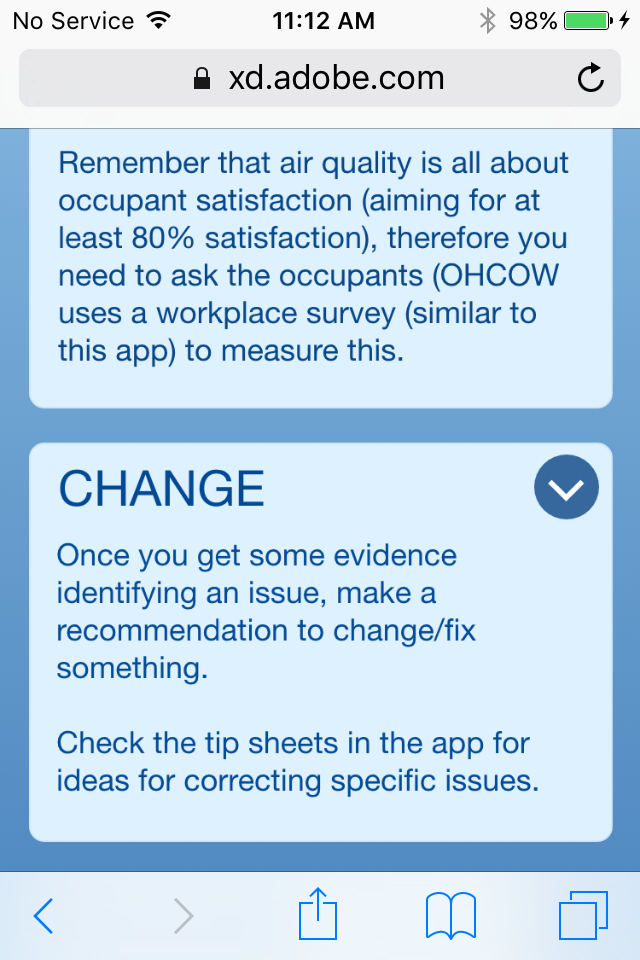 No Service 11:12 AM 98%
xd.adobe.com
Remember that air quality is all about
occupant satisfaction (aiming for at
least 80% satisfaction), therefore you
need to ask the occupants (OHCOW
uses a workplace survey (similar to
this app) to measure this.
CHANGE
Once you get some evidence
identifying an issue, make a
recommendation to change/fix
something.
Check the tip sheets in the app for
ideas for correcting specific issues.